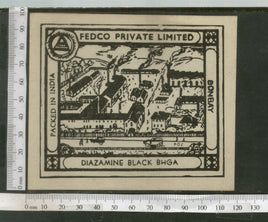 FEDCO PRIVATE LIMITED
PACKED IN INDIA
BOMBAY
DIAZAMINE BLACK BHGA